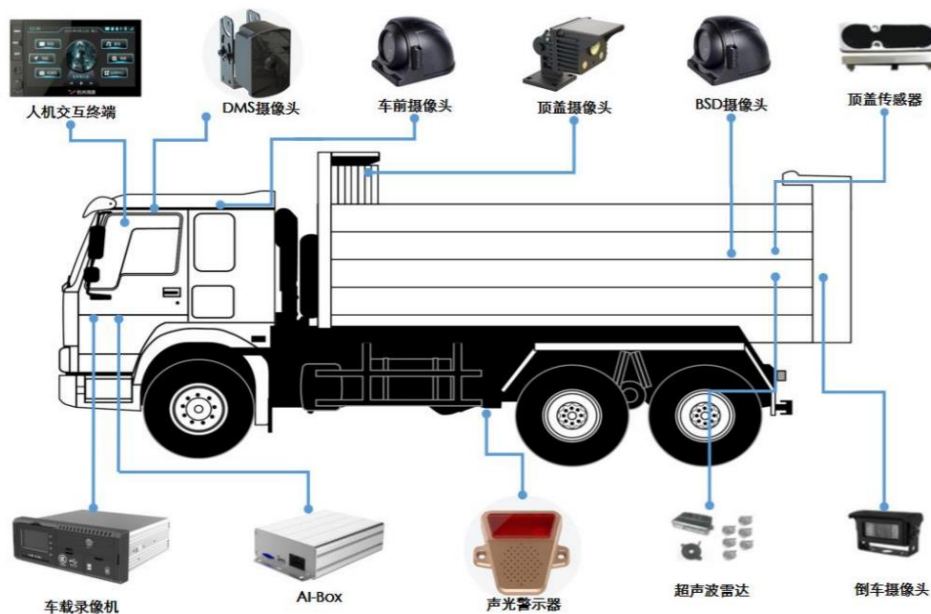 人机交互终端
DMS摄像头
车前摄像头
顶盖摄像头
BSD摄像头
顶盖传感器
车载录像机
AI-Box
声光警示器
超声波雷达
倒车摄像头